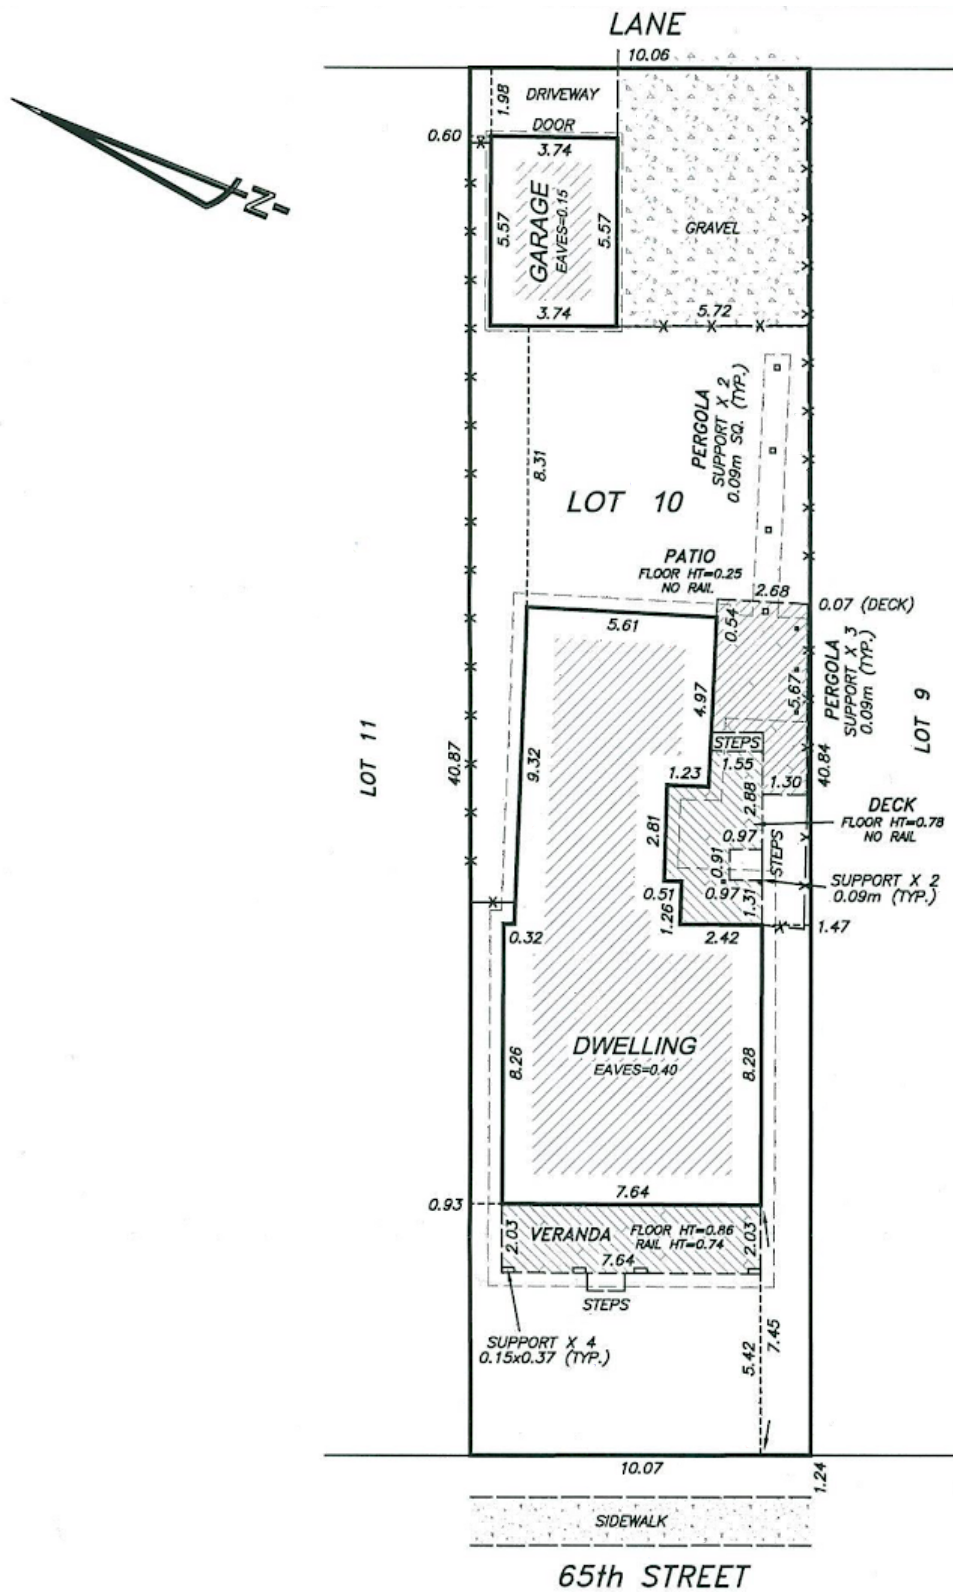 LANE
10.06
1.98
DRIVEWAY
DOOR
0.60
3.74
-N-
5.57
GARAGE
EAVES=0.15
5.57
GRAVEL
3.74
5.72
8.31
PERGOLA
SUPPORT X 2
0.09m SQ. (TYP.)
LOT 10
PATIO
FLOOR HT=0.25
NO RAIL
2.68
0.07 (DECK)
0.54
5.61
PERGOLA
SUPPORT X 3
0.09m (TYP.)
5.67
4.97
LOT 9
LOT 11
40.87
9.32
STEPS
40.84
1.55
1.23
1.30
2.88
DECK
FLOOR HT=0.78
NO RAIL
2.81
0.97
0.91
STEPS
SUPPORT X 2
0.09m (TYP.)
0.51
0.97
1.31
1.26
0.32
2.42
1.47
DWELLING
EAVES=0.40
8.26
8.28
0.93
7.64
2.03
VERANDA
FLOOR HT=0.86
RAIL HT=0.74
2.03
7.64
STEPS
SUPPORT X 4
0.15x0.37 (TYP.)
5.42
7.45
10.07
1.24
SIDEWALK
65th STREET